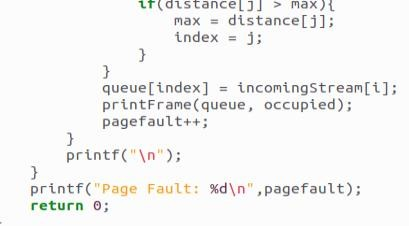 if(distance[j] > max){
max = distance[j];
index = j;
}
}
queue[index] = incomingStream[i];
printFrame(queue, occupied);
pagefault++;
}
printf("\n");
}
printf("Page Fault: %d\n",pagefault);
return 0;